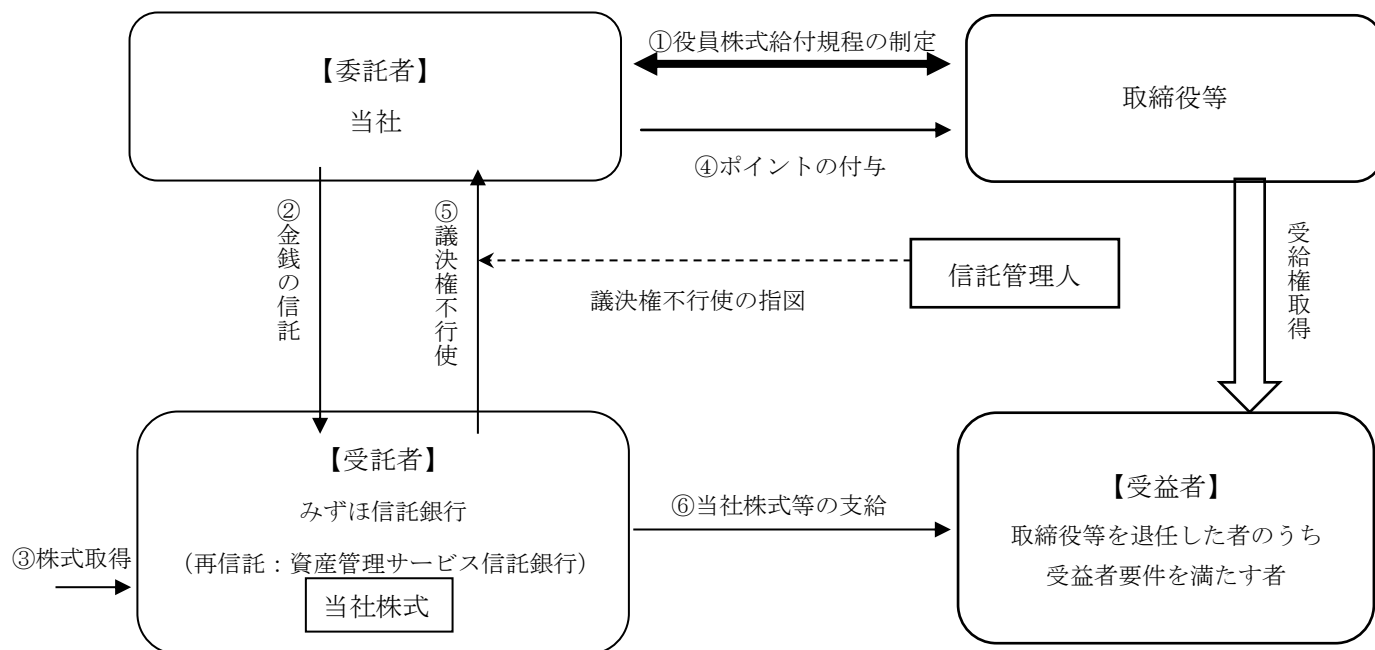 ①役員株式給付規程の制定
【委託者】
当社
取締役等
④ポイントの付与
②金銭の信託
⑤議決権不行使
信託管理人
議決権不行使の指図
受給権取得
【受託者】
みずほ信託銀行
(再信託:資産管理サービス信託銀行)
当社株式
③株式取得
⑥当社株式等の支給
【受益者】
取締役等を退任した者のうち
受益者要件を満たす者